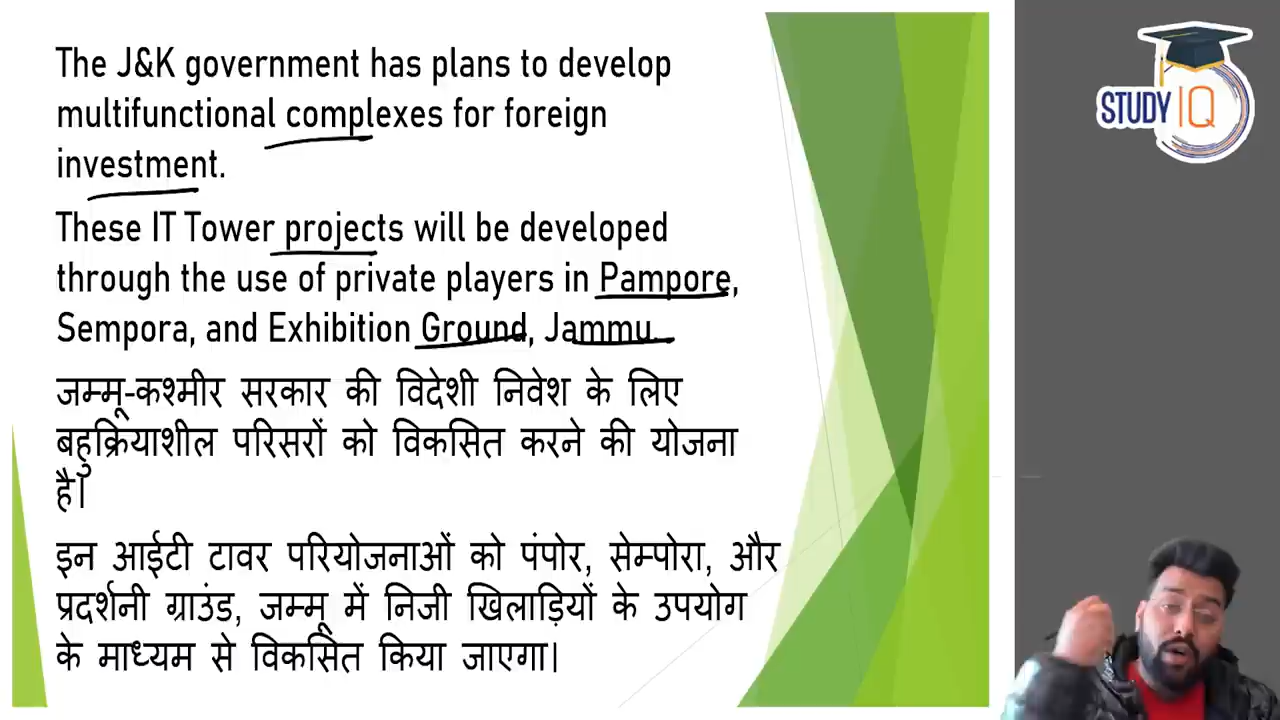 The J&K government has plans to develop
multifunctional complexes for foreign
investment.
These IT Tower projects will be developed
through the use of private players in Pampore,
Sempora, and Exhibition Ground, Jammu.
जम्मू-कश्मीर सरकार की विदेशी निवेश के लिए
बहुक्रियाशील परिसरों को विकसित करने की योजना
है।
इन आईटी टावर परियोजनाओं को पंपोर, सेम्पोरा, और
प्रदर्शनी ग्राउंड, जम्मू में निजी खिलाड़ियों के उपयोग
के माध्यम से विकसित किया जाएगा।
STUDY IQ